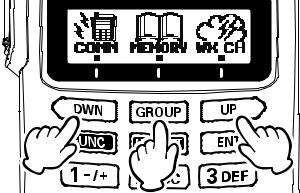 COMM MEMORY WX CH
DWN GROUP UP
UNC ENT
1-/+ C 3 DEF